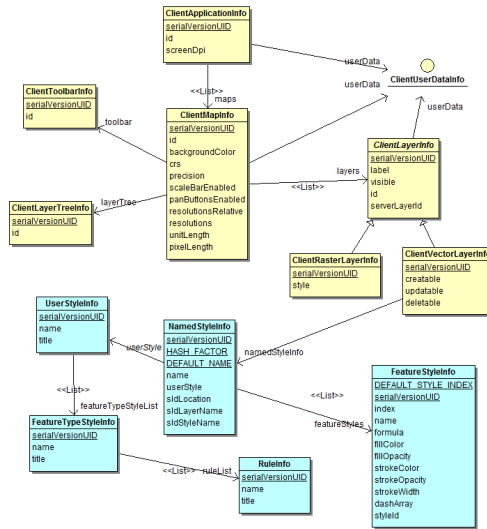 ClientApplicationInfo
serialVersionUID
id
screenDpi
userData
ClientUserDataInfo
userData
userData
<<List>>
maps
ClientToolbarInfo
serialVersionUID
id
toolbar
ClientMapInfo
serialVersionUID
id
backgroundColor
crs
precision
scaleBarEnabled
panButtonsEnabled
resolutionsRelative
resolutions
unitLength
pixelLength
layers
<<List>>
ClientLayerInfo
serialVersionUID
label
visible
id
serverLayerId
ClientLayerTreeInfo
serialVersionUID
id
layerTree
ClientRasterLayerInfo
serialVersionUID
style
ClientVectorLayerInfo
serialVersionUID
creatable
updatable
deletable
UserStyleInfo
serialVersionUID
name
title
userStyle
NamedStyleInfo
serialVersionUID
HASH_FACTOR
DEFAULT_NAME
name
userStyle
sldLocation
sldLayerName
sldStyleName
namedStyleInfo
<<List>>
featureTypeStyleList
<<List>>
featureStyles
FeatureStyleInfo
DEFAULT_STYLE_INDEX
serialVersionUID
index
name
formula
fillColor
fillOpacity
strokeColor
strokeOpacity
strokeWidth
dashArray
styleId
FeatureTypeStyleInfo
serialVersionUID
name
title
<<List>>
ruleList
RuleInfo
serialVersionUID
name
title